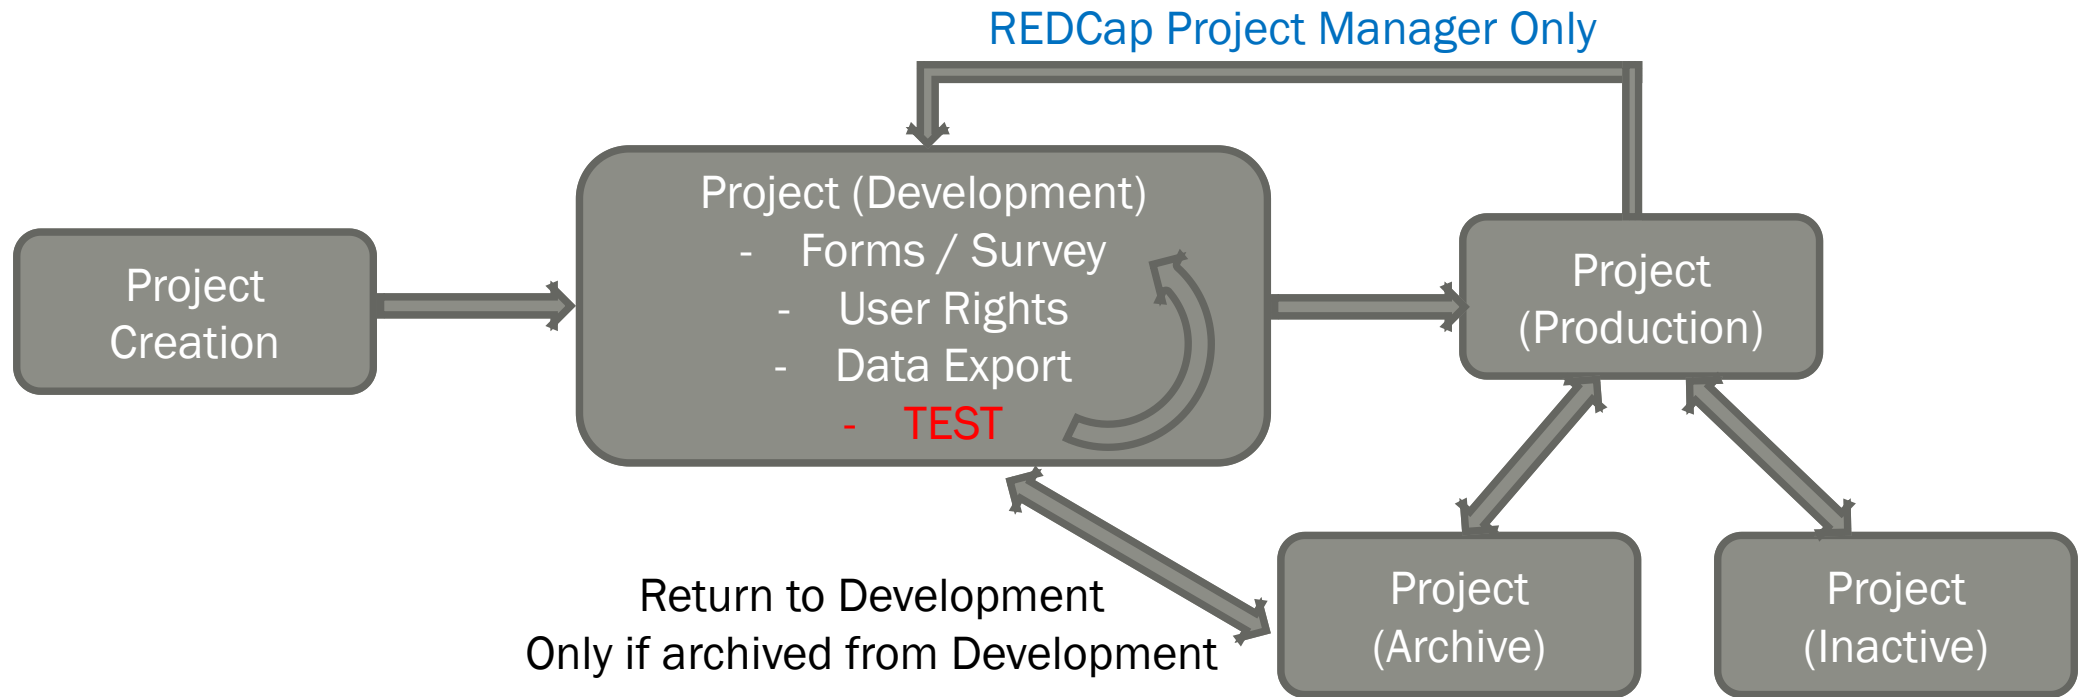 REDCap Project Manager Only
Project
Creation
Project (Development)
- Forms / Survey
- User Rights
- Data Export
- TEST
Project
(Production)
Return to Development
Only if archived from Development
Project
(Archive)
Project
(Inactive)